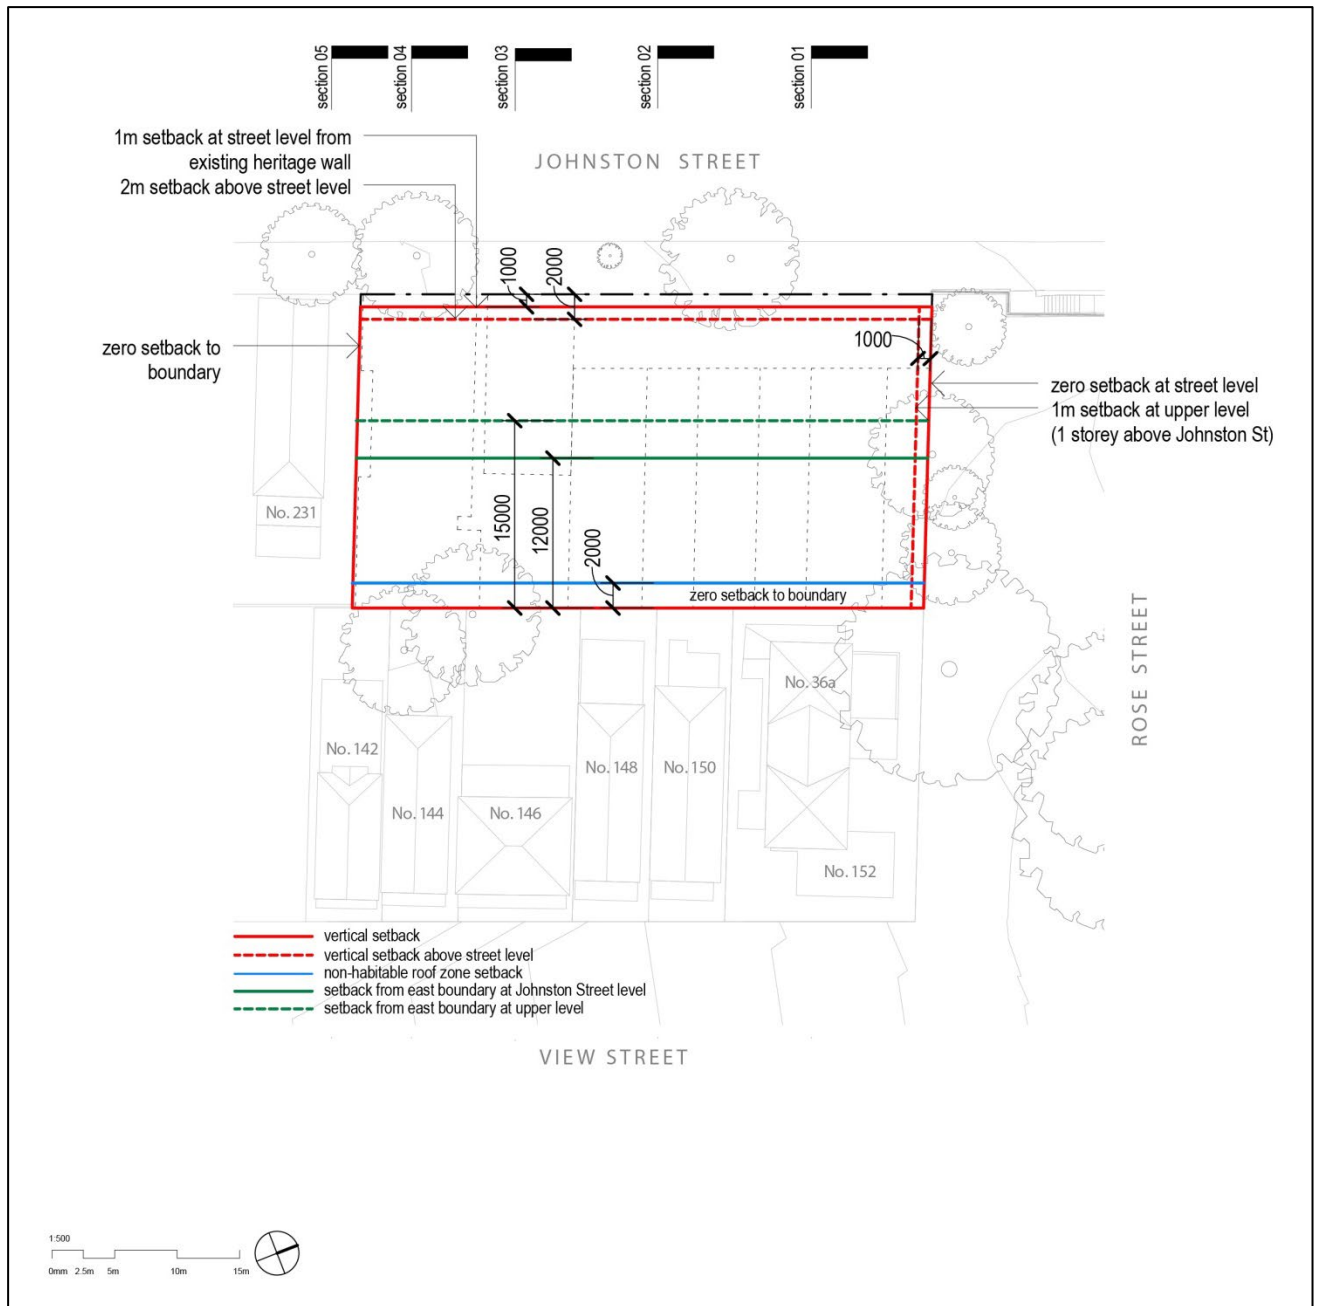 section 05
section 04
section 03
section 02
section 01
1m setback at street level from
existing heritage wall
2m setback above street level
JOHNSTON STREET
1000
2000
zero setback to
boundary
1000
zero setback at street level
1m setback at upper level
(1 storey above Johnston St)
No. 231
15000
12000
2000
zero setback to boundary
ROSE STREET
No. 36a
No. 142
No. 148
No. 150
No. 144
No. 146
No. 152
vertical setback
vertical setback above street level
non-habitable roof zone setback
setback from east boundary at Johnston Street level
setback from east boundary at upper level
VIEW STREET
1:500
0mm 2.5m 5m 10m 15m